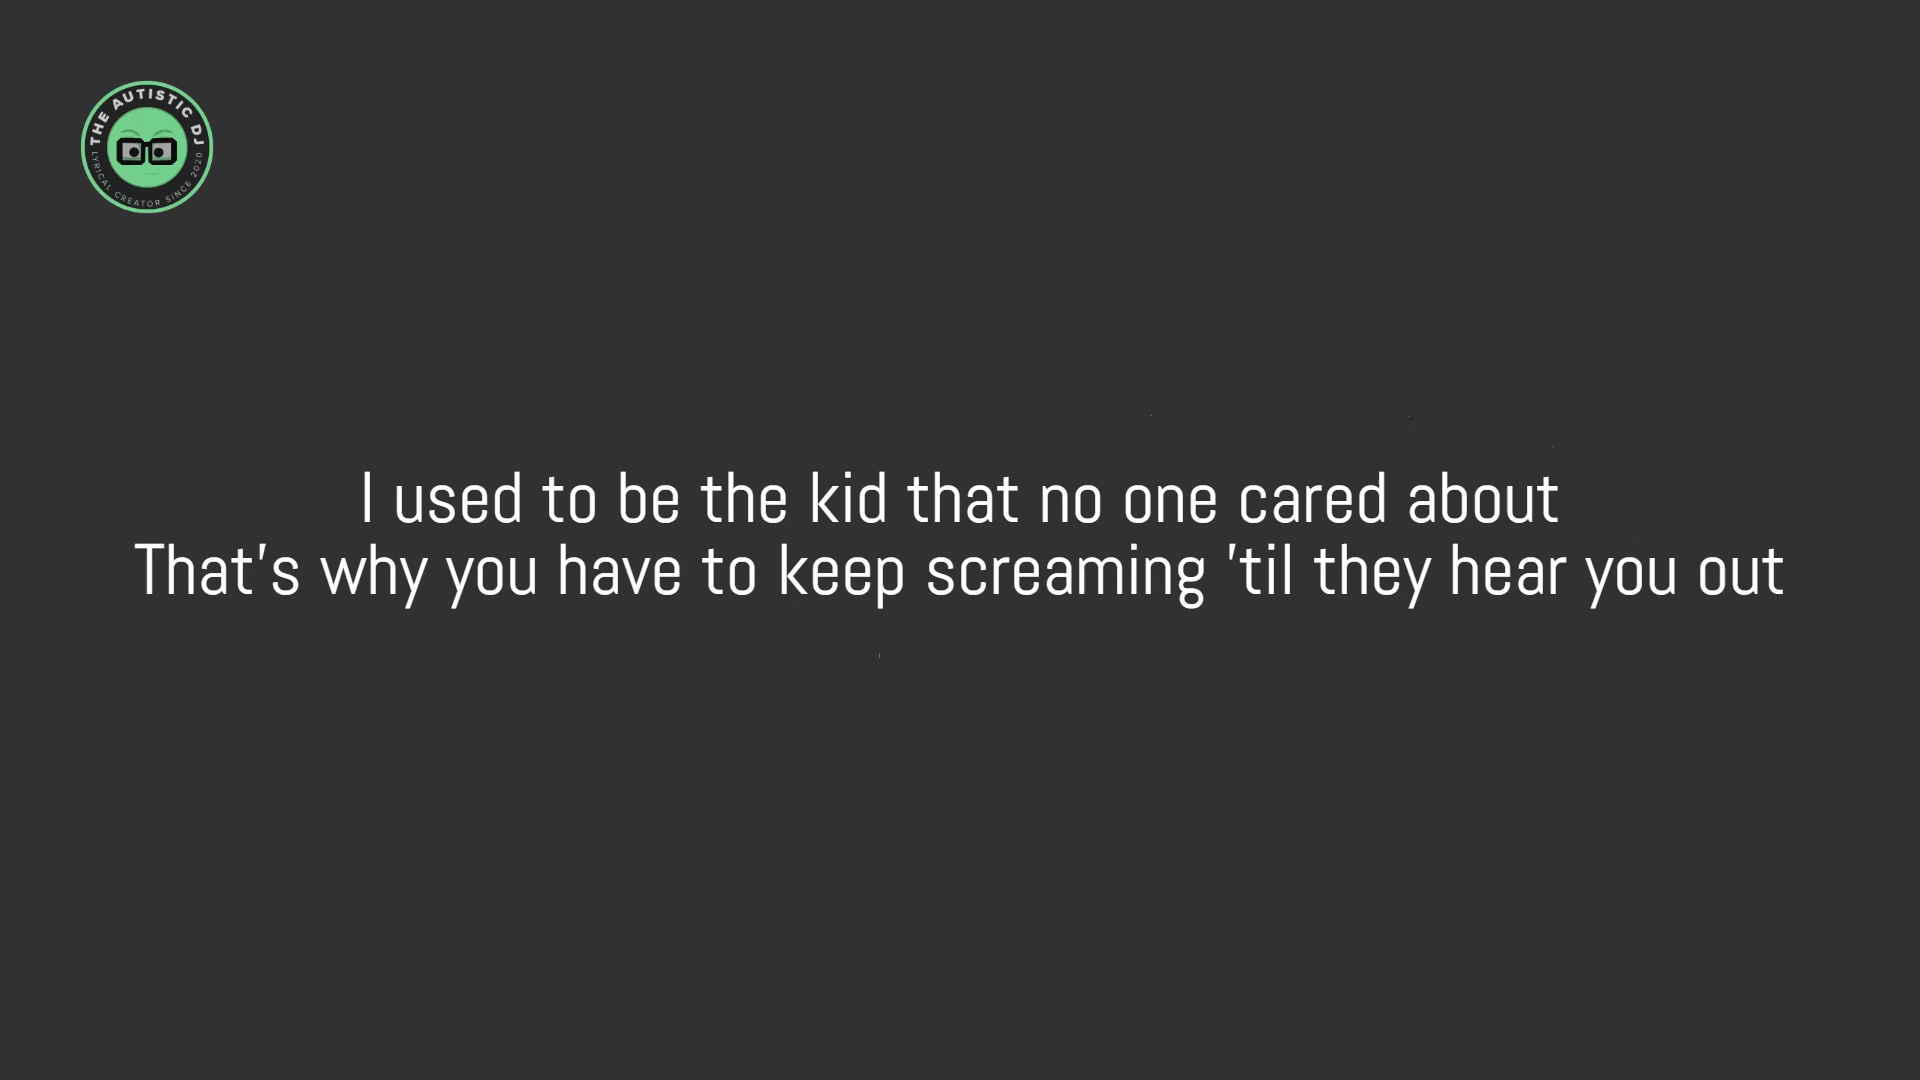 THE AUTISTIC DJ
LYRICAL CREATOR SINCE 2020
I used to be the kid that no one cared about
That's why you have to keep screaming 'til they hear you out